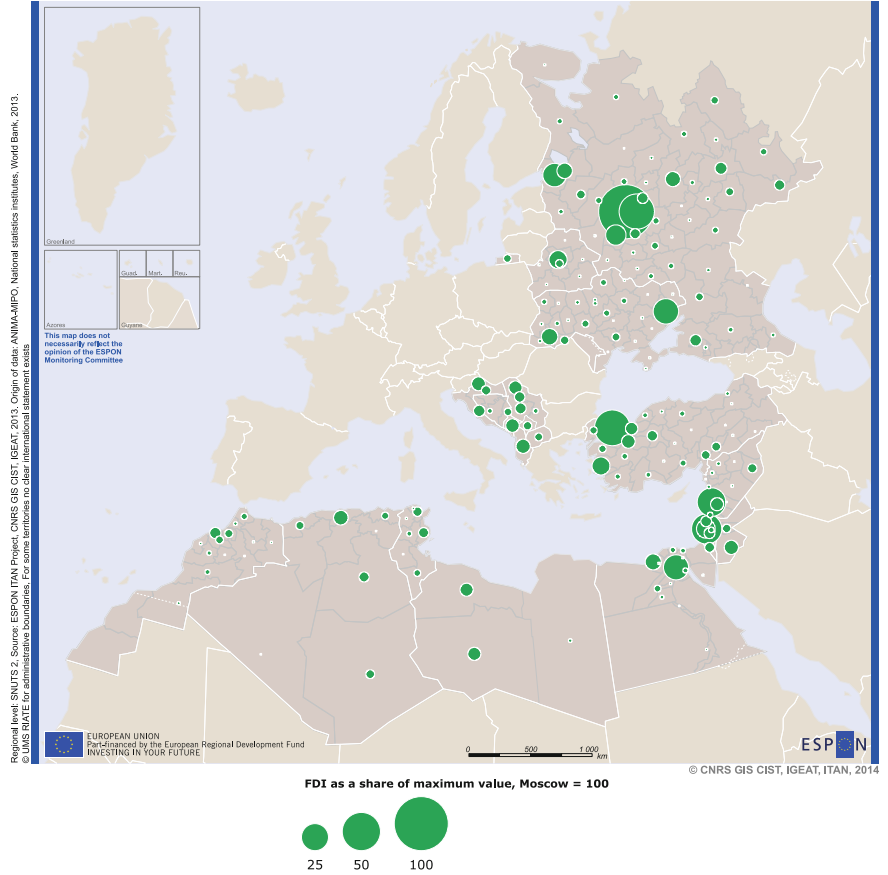 Greenland
Azores
Guad.
Mart.
Reu.
Guyane
This map does not
necessarily reflect the
opinion of the ESPON
Monitoring Committee
Regional level: SNUTS 2, Source: ESPON ITAN Project, CNRS GIS CIST, IGEAT, 2013. Origin of data: ANIMA-MIPO, National statistics institutes, World Bank, 2013.
© UMS RIATE for administrative boundaries. For some territories no clear international statement exists
EUROPEAN UNION
Part-financed by the European Regional Development Fund
INVESTING IN YOUR FUTURE
0 500 1 000
km
ESPON
© CNRS GIS CIST, IGEAT, ITAN, 2014
FDI as a share of maximum value, Moscow = 100
25 50 100